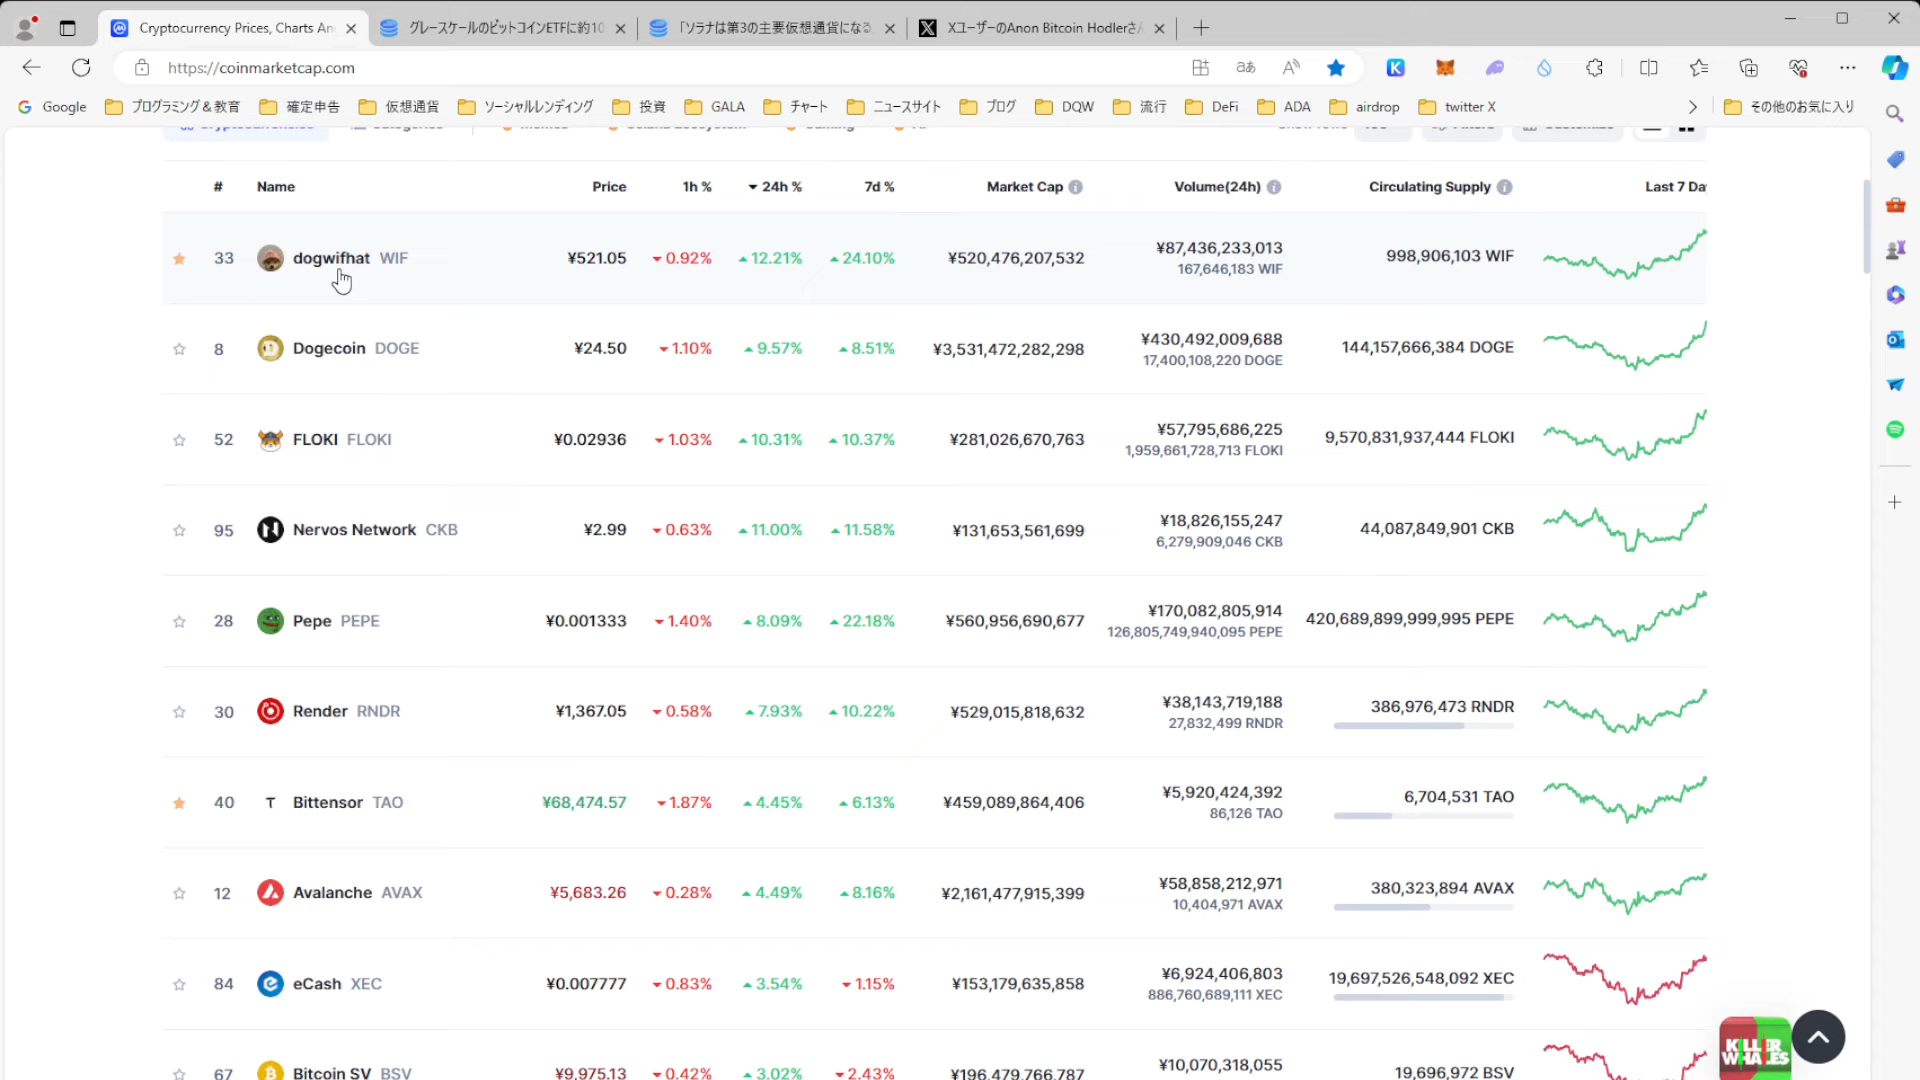 Cryptocurrency Prices, Charts An
グレースケールのビットコインETFに約10
「ソラナは第3の主要仮想通貨になる
XユーザーのAnon Bitcoin Hodlerさん
https://coinmarketcap.com
Google
プログラミング&教育
確定申告
仮想通貨
ソーシャルレンディング
投資
GALA
チャート
ニュースサイト
ブログ
DQW
流行
DeFi
ADA
airdrop
twitter X
その他のお気に入り
# Name Price 1h % 24h % 7d % Market Cap Volume(24h) Circulating Supply Last 7 Da
33 dogwifhat WIF ¥521.05 0.92% 12.21% 24.10% ¥520,476,207,532 ¥87,436,233,013 998,906,103 WIF
167,646,183 WIF
8 Dogecoin DOGE ¥24.50 1.10% 9.57% 8.51% ¥3,531,472,282,298 ¥430,492,009,688 144,157,666,384 DOGE
17,400,108,220 DOGE
52 FLOKI FLOKI ¥0.02936 1.03% 10.31% 10.37% ¥281,026,670,763 ¥57,795,686,225 9,570,831,937,444 FLOKI
1,959,661,728,713 FLOKI
95 Nervos Network CKB ¥2.99 0.63% 11.00% 11.58% ¥131,653,561,699 ¥18,826,155,247 44,087,849,901 CKB
6,279,909,046 CKB
28 Pepe PEPE ¥0.001333 1.40% 8.09% 22.18% ¥560,956,690,677 ¥170,082,805,914 420,689,899,999,995 PEPE
126,805,749,940,095 PEPE
30 Render RNDR ¥1,367.05 0.58% 7.93% 10.22% ¥529,015,818,632 ¥38,143,719,188 386,976,473 RNDR
27,832,499 RNDR
40 T Bittensor TAO ¥68,474.57 1.87% 4.45% 6.13% ¥459,089,864,406 ¥5,920,424,392 6,704,531 TAO
86,126 TAO
12 Avalanche AVAX ¥5,683.26 0.28% 4.49% 8.16% ¥2,161,477,915,399 ¥58,858,212,971 380,323,894 AVAX
10,404,971 AVAX
84 eCash XEC ¥0.007777 0.83% 3.54% 1.15% ¥153,179,635,858 ¥6,924,406,803 19,697,526,548,092 XEC
886,760,689,111 XEC
67 Bitcoin SV BSV ¥9,975.13 0.42% 3.02% 2.43% ¥196,479,766,787 ¥10,070,318,055 19,696,972 BSV
KILLER
WHALES